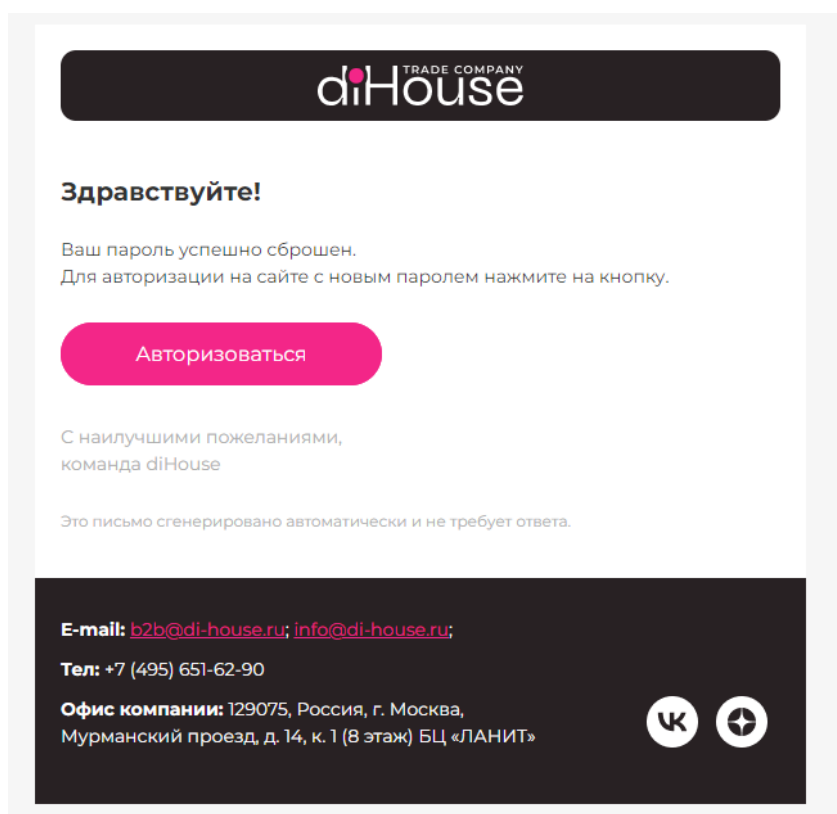 TRADE COMPANY
diHouse
Здравствуйте!
Ваш пароль успешно сброшен.
Для авторизации на сайте с новым паролем нажмите на кнопку.
Авторизоваться
С наилучшими пожеланиями,
команда diHouse
Это письмо сгенерировано автоматически и не требует ответа.
E-mail: b2b@di-house.ru; info@di-house.ru;
Тел: +7 (495) 651-62-90
Офис компании: 129075, Россия, г. Москва,
Мурманский проезд, д. 14, к. 1 (8 этаж) БЦ «ЛАНИТ»